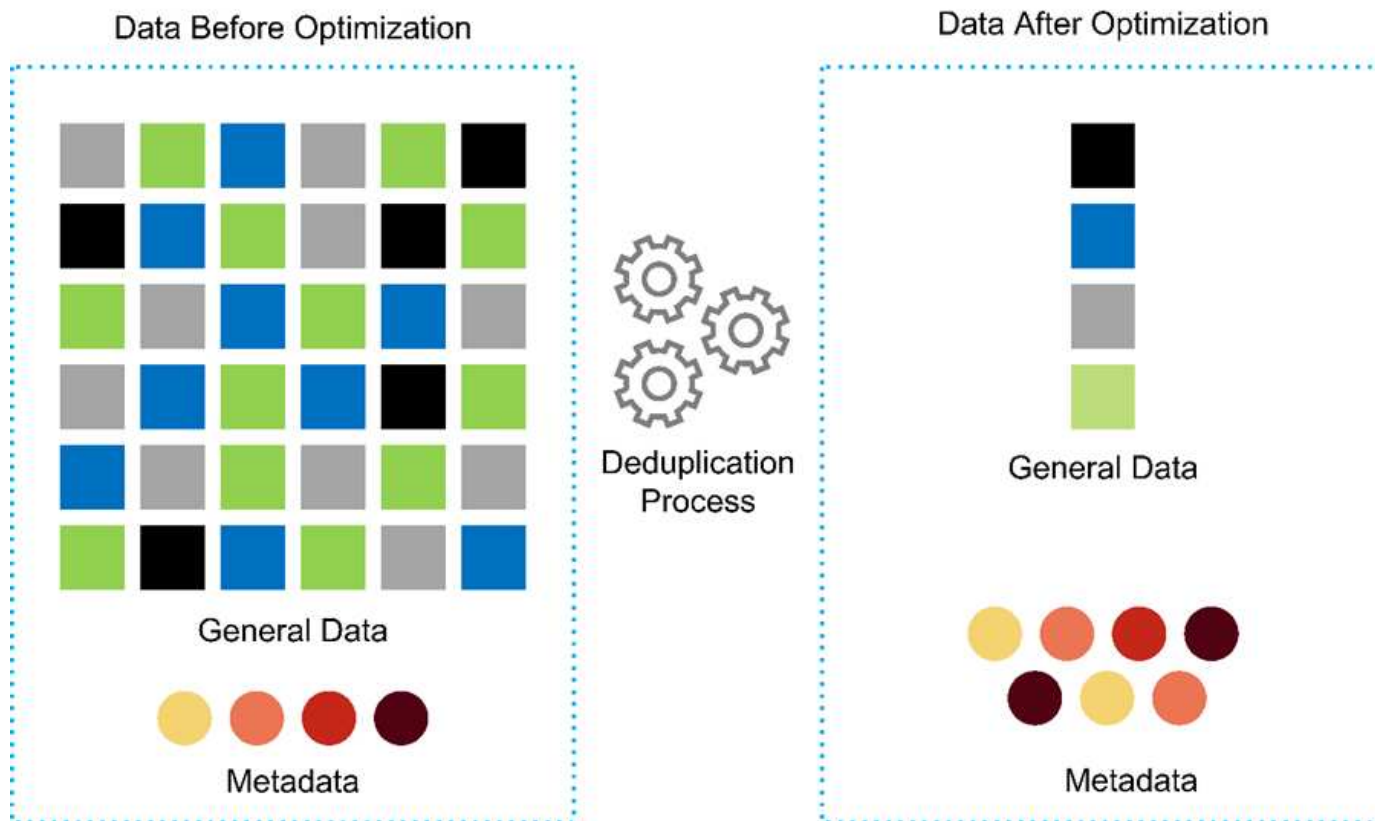 Data Before Optimization
General Data
Metadata
Deduplication
Process
Data After Optimization
General Data
Metadata